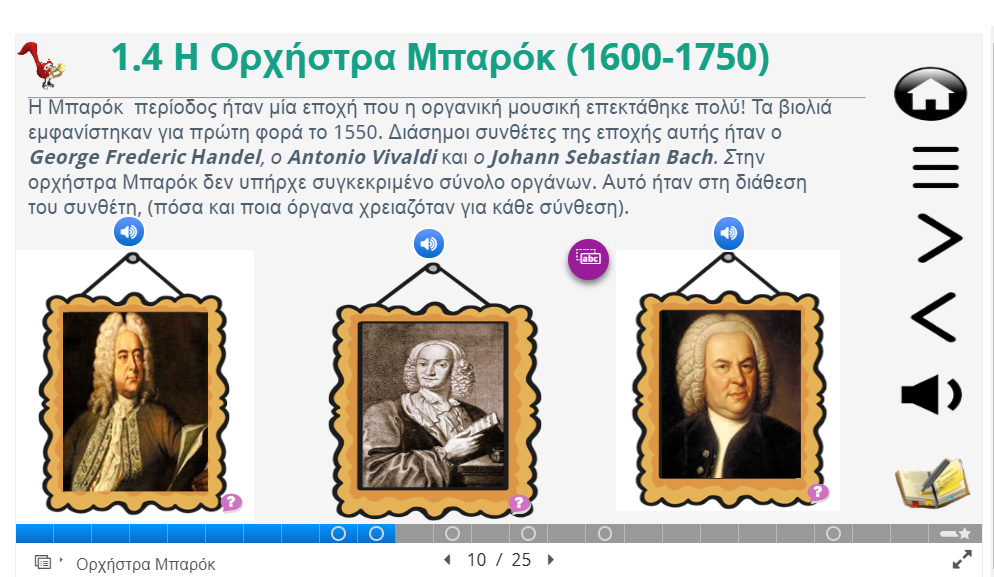 1.4 Η Ορχήστρα Μπαρόκ (1600-1750)
Η Μπαρόκ  περίοδος ήταν μία εποχή που η οργανική μουσική επεκτάθηκε πολύ! Τα βιολιά
εμφανίστηκαν για πρώτη φορά το 1550. Διάσημοι συνθέτες της εποχής αυτής ήταν ο
George Frederic Handel, ο Antonio Vivaldi και ο Johann Sebastian Bach. Στην
ορχήστρα Μπαρόκ δεν υπήρχε συγκεκριμένο σύνολο οργάνων. Αυτό ήταν στη διάθεση
του συνθέτη, (πόσα και ποια όργανα χρειαζόταν για κάθε σύνθεση).
abc
?
?
?
Ορχήστρα Μπαρόκ
10 / 25